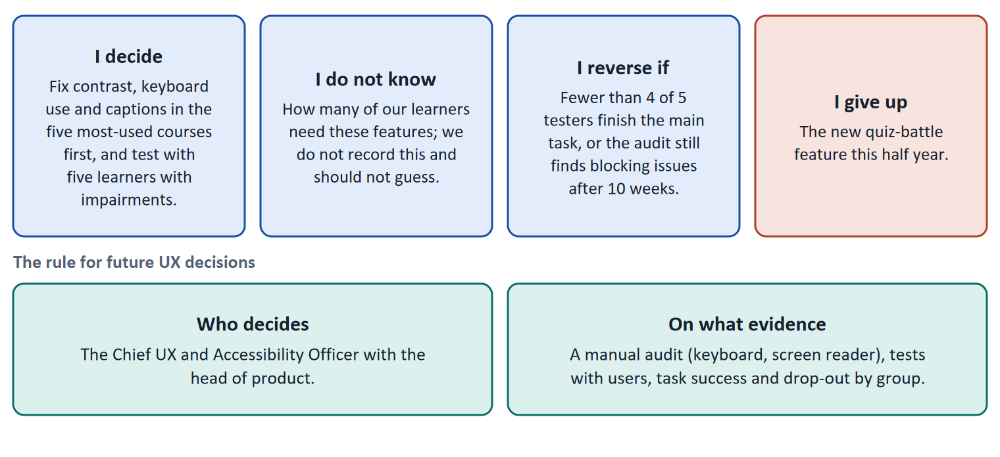 I decide
Fix contrast, keyboard
use and captions in the
five most-used courses
first, and test with
five learners with
impairments.
I do not know
How many of our learners
need these features; we
do not record this and
should not guess.
I reverse if
Fewer than 4 of 5
testers finish the main
task, or the audit still
finds blocking issues
after 10 weeks.
I give up
The new quiz-battle
feature this half year.
The rule for future UX decisions
Who decides
The Chief UX and Accessibility Officer with the
head of product.
On what evidence
A manual audit (keyboard, screen reader), tests
with users, task success and drop-out by group.